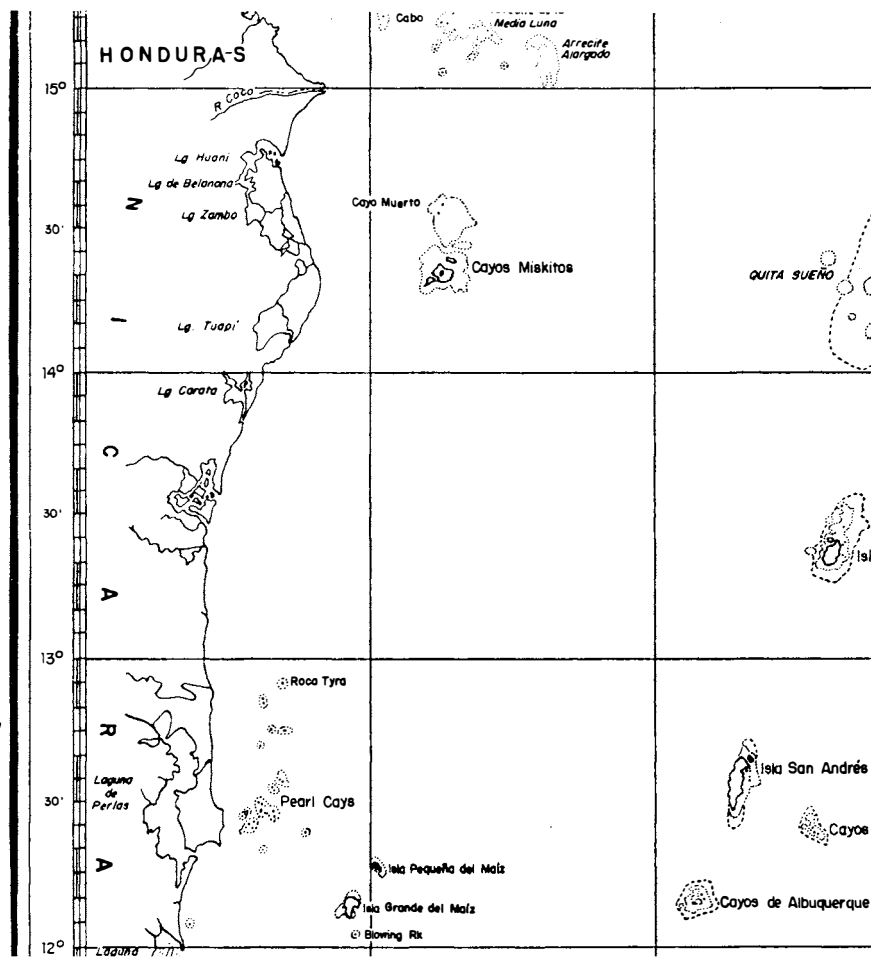 Cabo
Media Luna
Arrecife
Alargado
HONDURAS
15°
R. Coco
Lg. Huani
Lg de Belanana
Lg Zambo
Cayo Muerto
N
30'
Cayos Miskitos
QUITA SUEÑO
I
Lg. Tuapi
14°
Lg Carata
C
30'
Isl
A
13°
Roca Tyra
R
Isla San Andrés
Laguna
de
Perlas
30'
Pearl Cays
Cayos
A
Isla Pequeña del Maíz
Isla Grande del Maíz
Cayos de Albuquerque
Blowing Rk
12°
Laguna